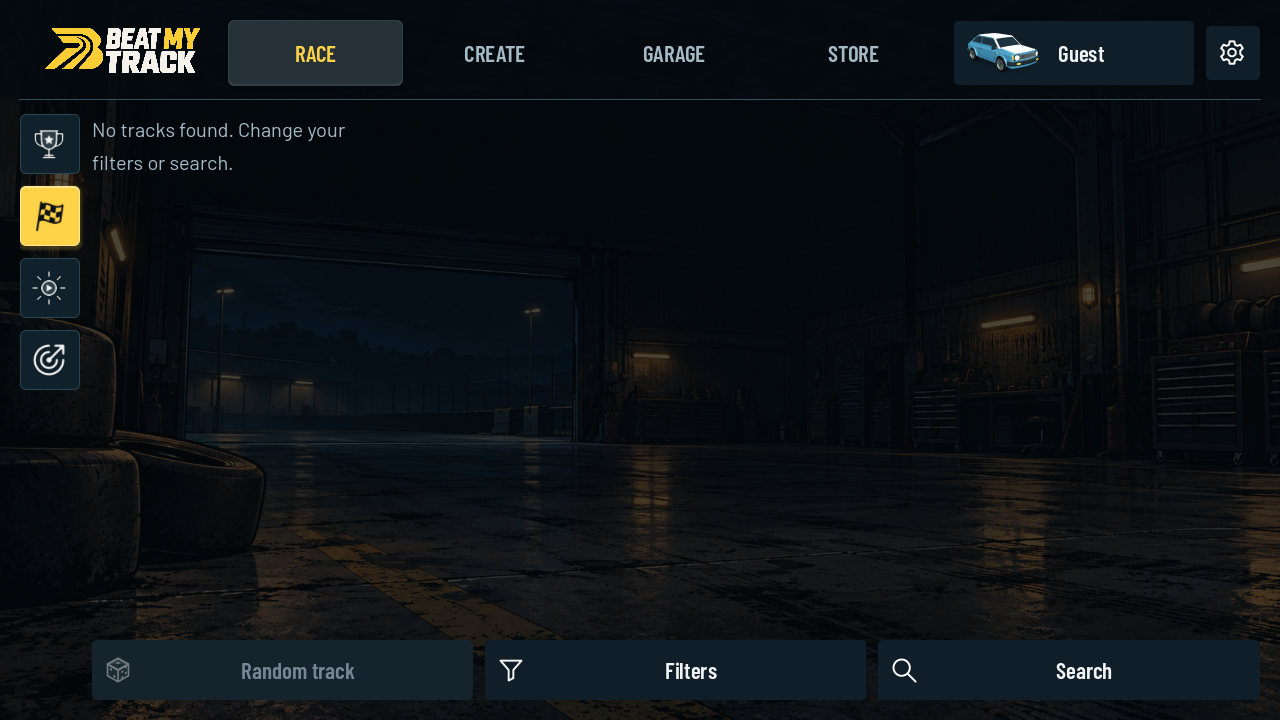 BEAT MY
TRACK
RACE
CREATE
GARAGE
STORE
Guest
No tracks found. Change your
filters or search.
Random track
Filters
Search